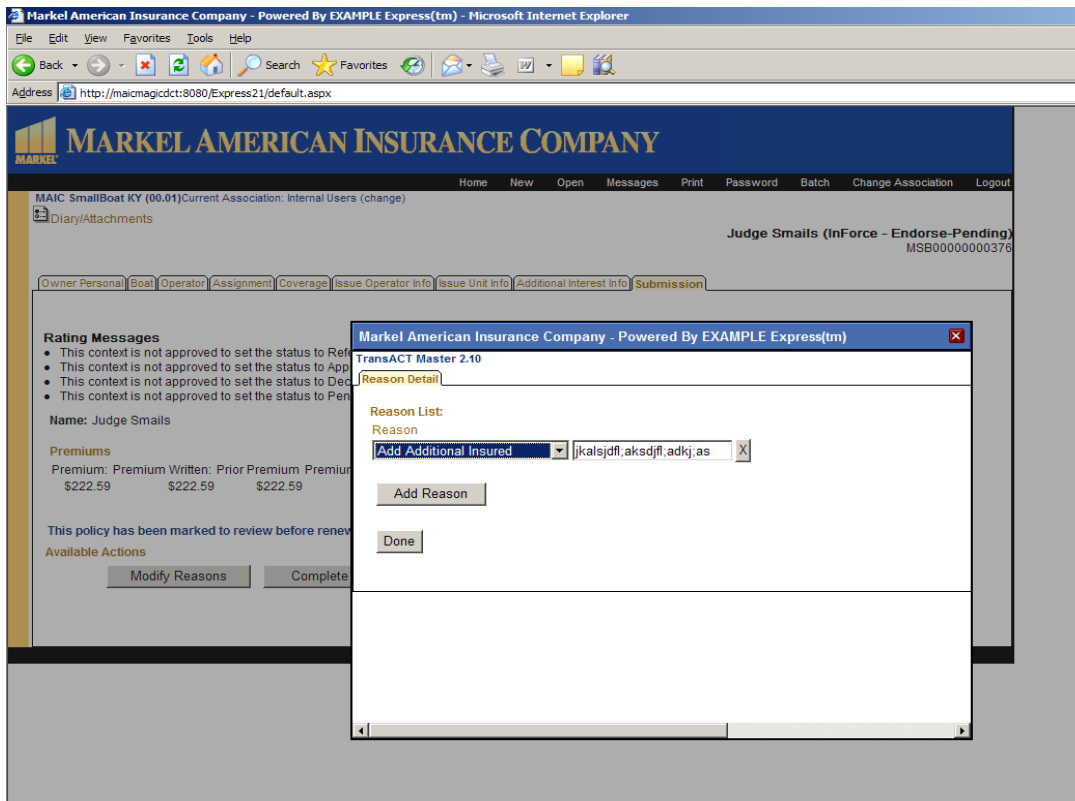 Markel American Insurance Company - Powered By EXAMPLE Express(tm) - Microsoft Internet Explorer
File Edit View Favorites Tools Help
Back Search Favorites
Address http://maicmagicdct:8080/Express21/default.aspx
MARKEL MARKEL AMERICAN INSURANCE COMPANY
Home New Open Messages Print Password Batch Change Association Logout
MAIC SmallBoat KY (00.01)Current Association: Internal Users (change)
Diary/Attachments
Judge Smails (InForce - Endorse-Pending)
MSB00000000376
Owner Personal Boat Operator Assignment Coverage Issue Operator Info Issue Unit Info Additional Interest Info Submission
Rating Messages
• This context is not approved to set the status to Refe
• This context is not approved to set the status to App
• This context is not approved to set the status to Dec
• This context is not approved to set the status to Pen
Name: Judge Smails
Premiums
Premium: Premium Written: Prior Premium Premiur
$222.59 $222.59 $222.59
This policy has been marked to review before renew
Available Actions
Modify Reasons Complete
Markel American Insurance Company - Powered By EXAMPLE Express(tm)
TransACT Master 2.10
Reason Detail
Reason List:
Reason
Add Additional Insured jkalsjdfl;aksdjfl;adkj;as X
Add Reason
Done